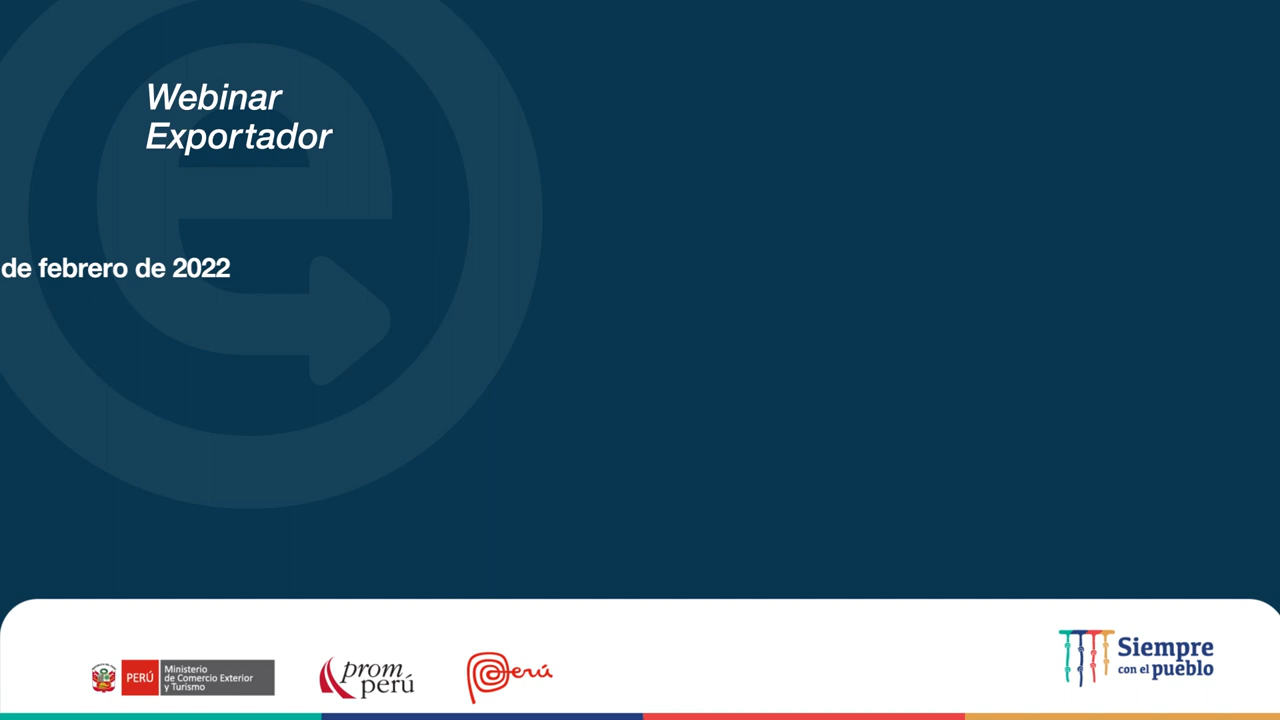 Webinar
Exportador
de febrero de 2022
PERÚ
Ministerio
de Comercio Exterior
y Turismo
prom
perú
Perú
Siempre
con el pueblo